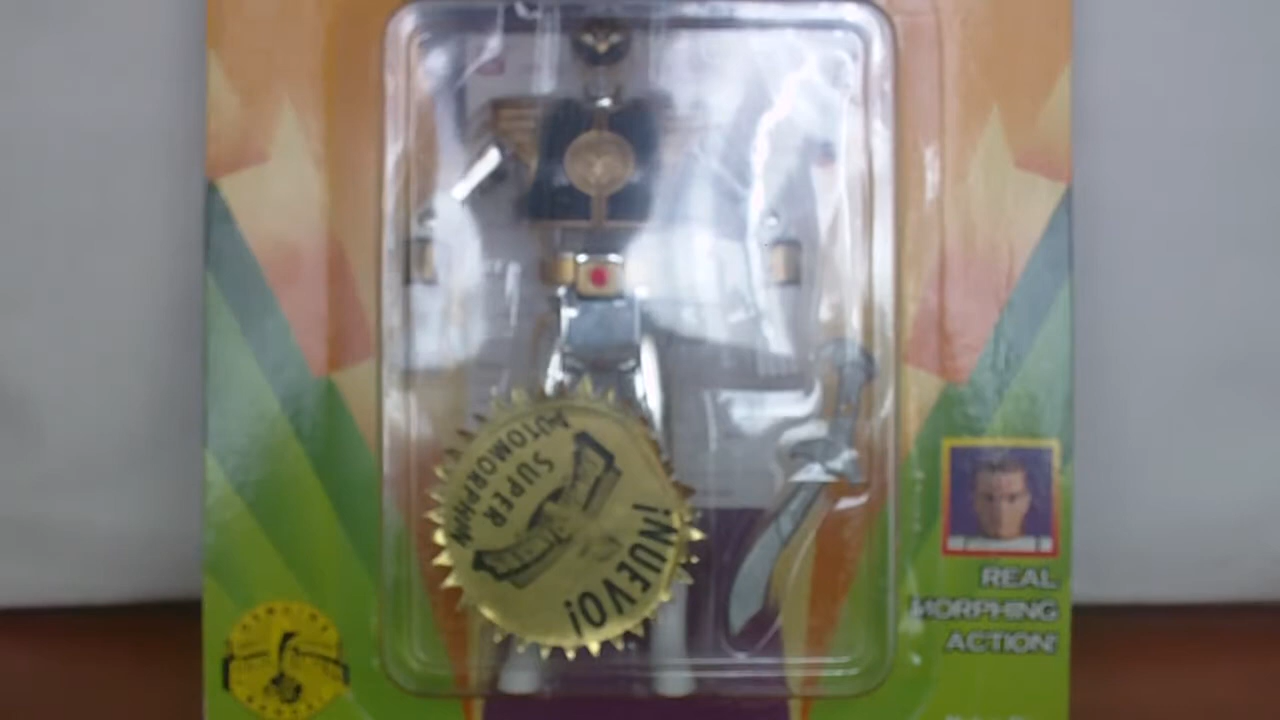 ¡NUEVO!
SUPER
AUTOMORPHIN
REAL
MORPHING
ACTION!